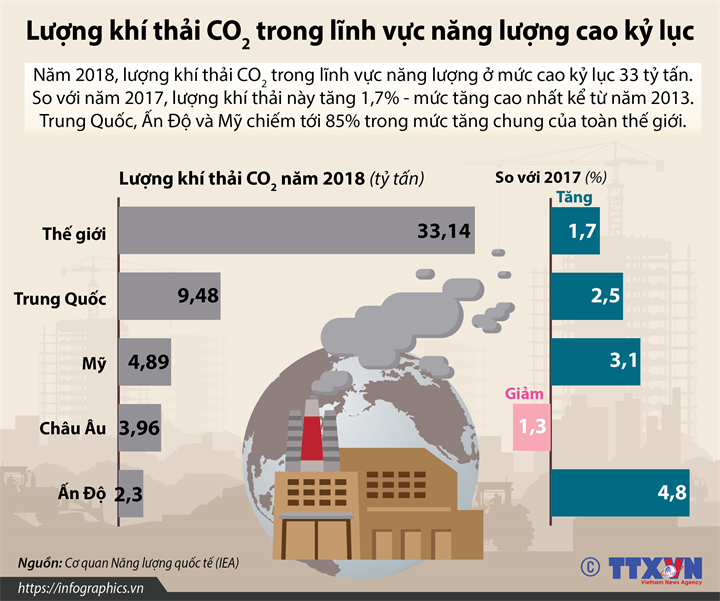 Lượng khí thải CO₂ trong lĩnh vực năng lượng cao kỷ lục
Năm 2018, lượng khí thải CO₂ trong lĩnh vực năng lượng ở mức cao kỷ lục 33 tỷ tấn.
So với năm 2017, lượng khí thải này tăng 1,7% - mức tăng cao nhất kể từ năm 2013.
Trung Quốc, Ấn Độ và Mỹ chiếm tới 85% trong mức tăng chung của toàn thế giới.
Lượng khí thải CO₂ năm 2018 (tỷ tấn)
So với 2017 (%)
Tăng
Thế giới 33,14 1,7
Trung Quốc 9,48 2,5
Mỹ 4,89 3,1
Giảm
Châu Âu 3,96 1,3
Ấn Độ 2,3 4,8
Nguồn: Cơ quan Năng lượng quốc tế (IEA)
© TTXVN
Vietnam News Agency
https://infographics.vn